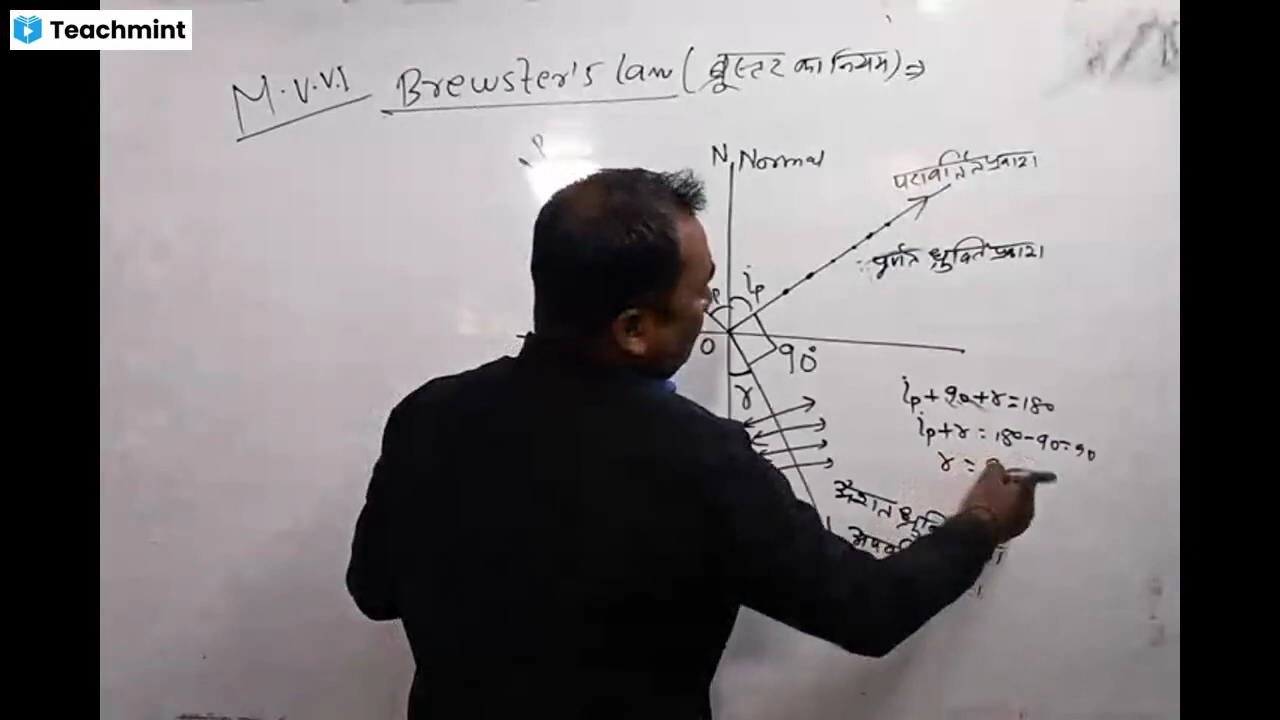 Teachmint
M.V.V.I Brewster's law (ब्रूस्टर का नियम) ⇒
N, Normal
परावर्तित प्रकाश
पूर्णतः ध्रुवित प्रकाश
P
iₚ
O
90°
r
iₚ + 90 + r = 180
iₚ + r = 180 - 90 = 90
r =